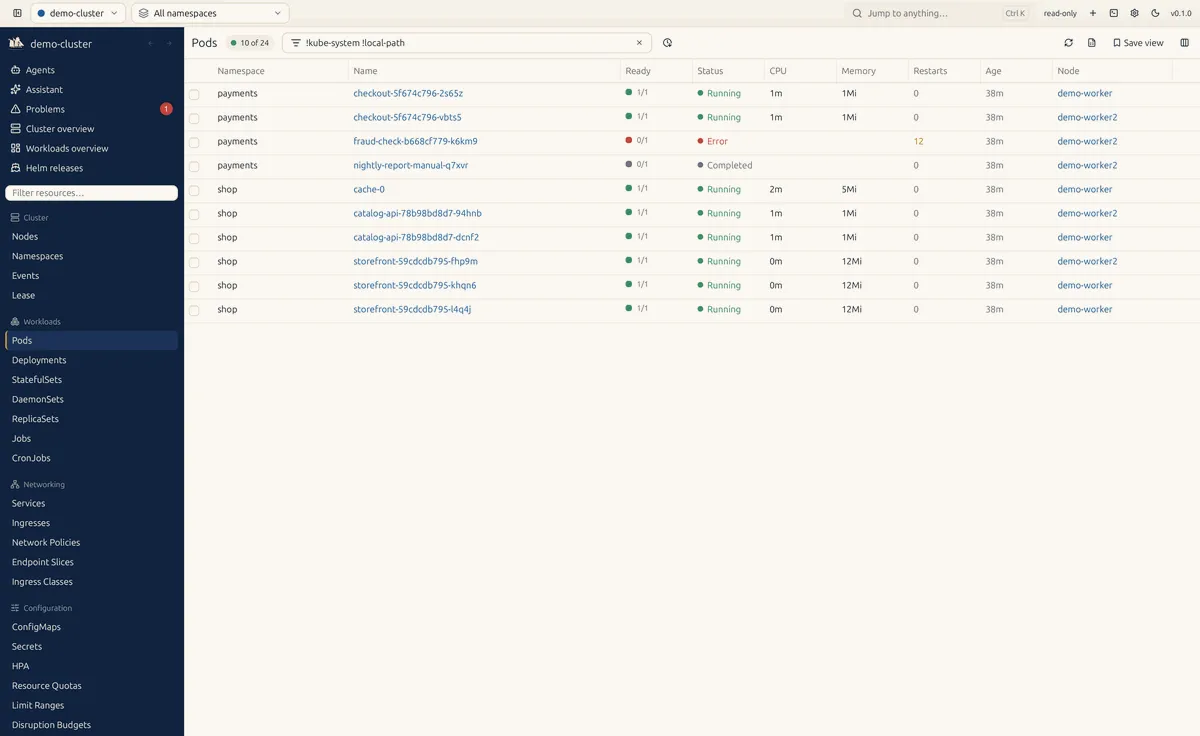 demo-cluster All namespaces Jump to anything... Ctrl K read-only v0.1.0
demo-cluster
Agents
Assistant
Problems 1
Cluster overview
Workloads overview
Helm releases
Filter resources...
Cluster
Nodes
Namespaces
Events
Lease
Workloads
Pods
Deployments
StatefulSets
DaemonSets
ReplicaSets
Jobs
CronJobs
Networking
Services
Ingresses
Network Policies
Endpoint Slices
Ingress Classes
Configuration
ConfigMaps
Secrets
HPA
Resource Quotas
Limit Ranges
Disruption Budgets
Pods 10 of 24 !kube-system !local-path Save view
Namespace Name Ready Status CPU Memory Restarts Age Node
payments checkout-5f674c796-2s65z 1/1 Running 1m 1Mi 0 38m demo-worker
payments checkout-5f674c796-vbts5 1/1 Running 1m 1Mi 0 38m demo-worker2
payments fraud-check-b668cf779-k6km9 0/1 Error 12 38m demo-worker2
payments nightly-report-manual-q7xvr 0/1 Completed 0 38m demo-worker2
shop cache-0 1/1 Running 2m 5Mi 0 38m demo-worker
shop catalog-api-78b98bd8d7-94hnb 1/1 Running 1m 1Mi 0 38m demo-worker2
shop catalog-api-78b98bd8d7-dcnf2 1/1 Running 1m 1Mi 0 38m demo-worker
shop storefront-59cdcdb795-fhp9m 1/1 Running 0m 12Mi 0 38m demo-worker2
shop storefront-59cdcdb795-khqn6 1/1 Running 0m 12Mi 0 38m demo-worker
shop storefront-59cdcdb795-l4q4j 1/1 Running 0m 12Mi 0 38m demo-worker